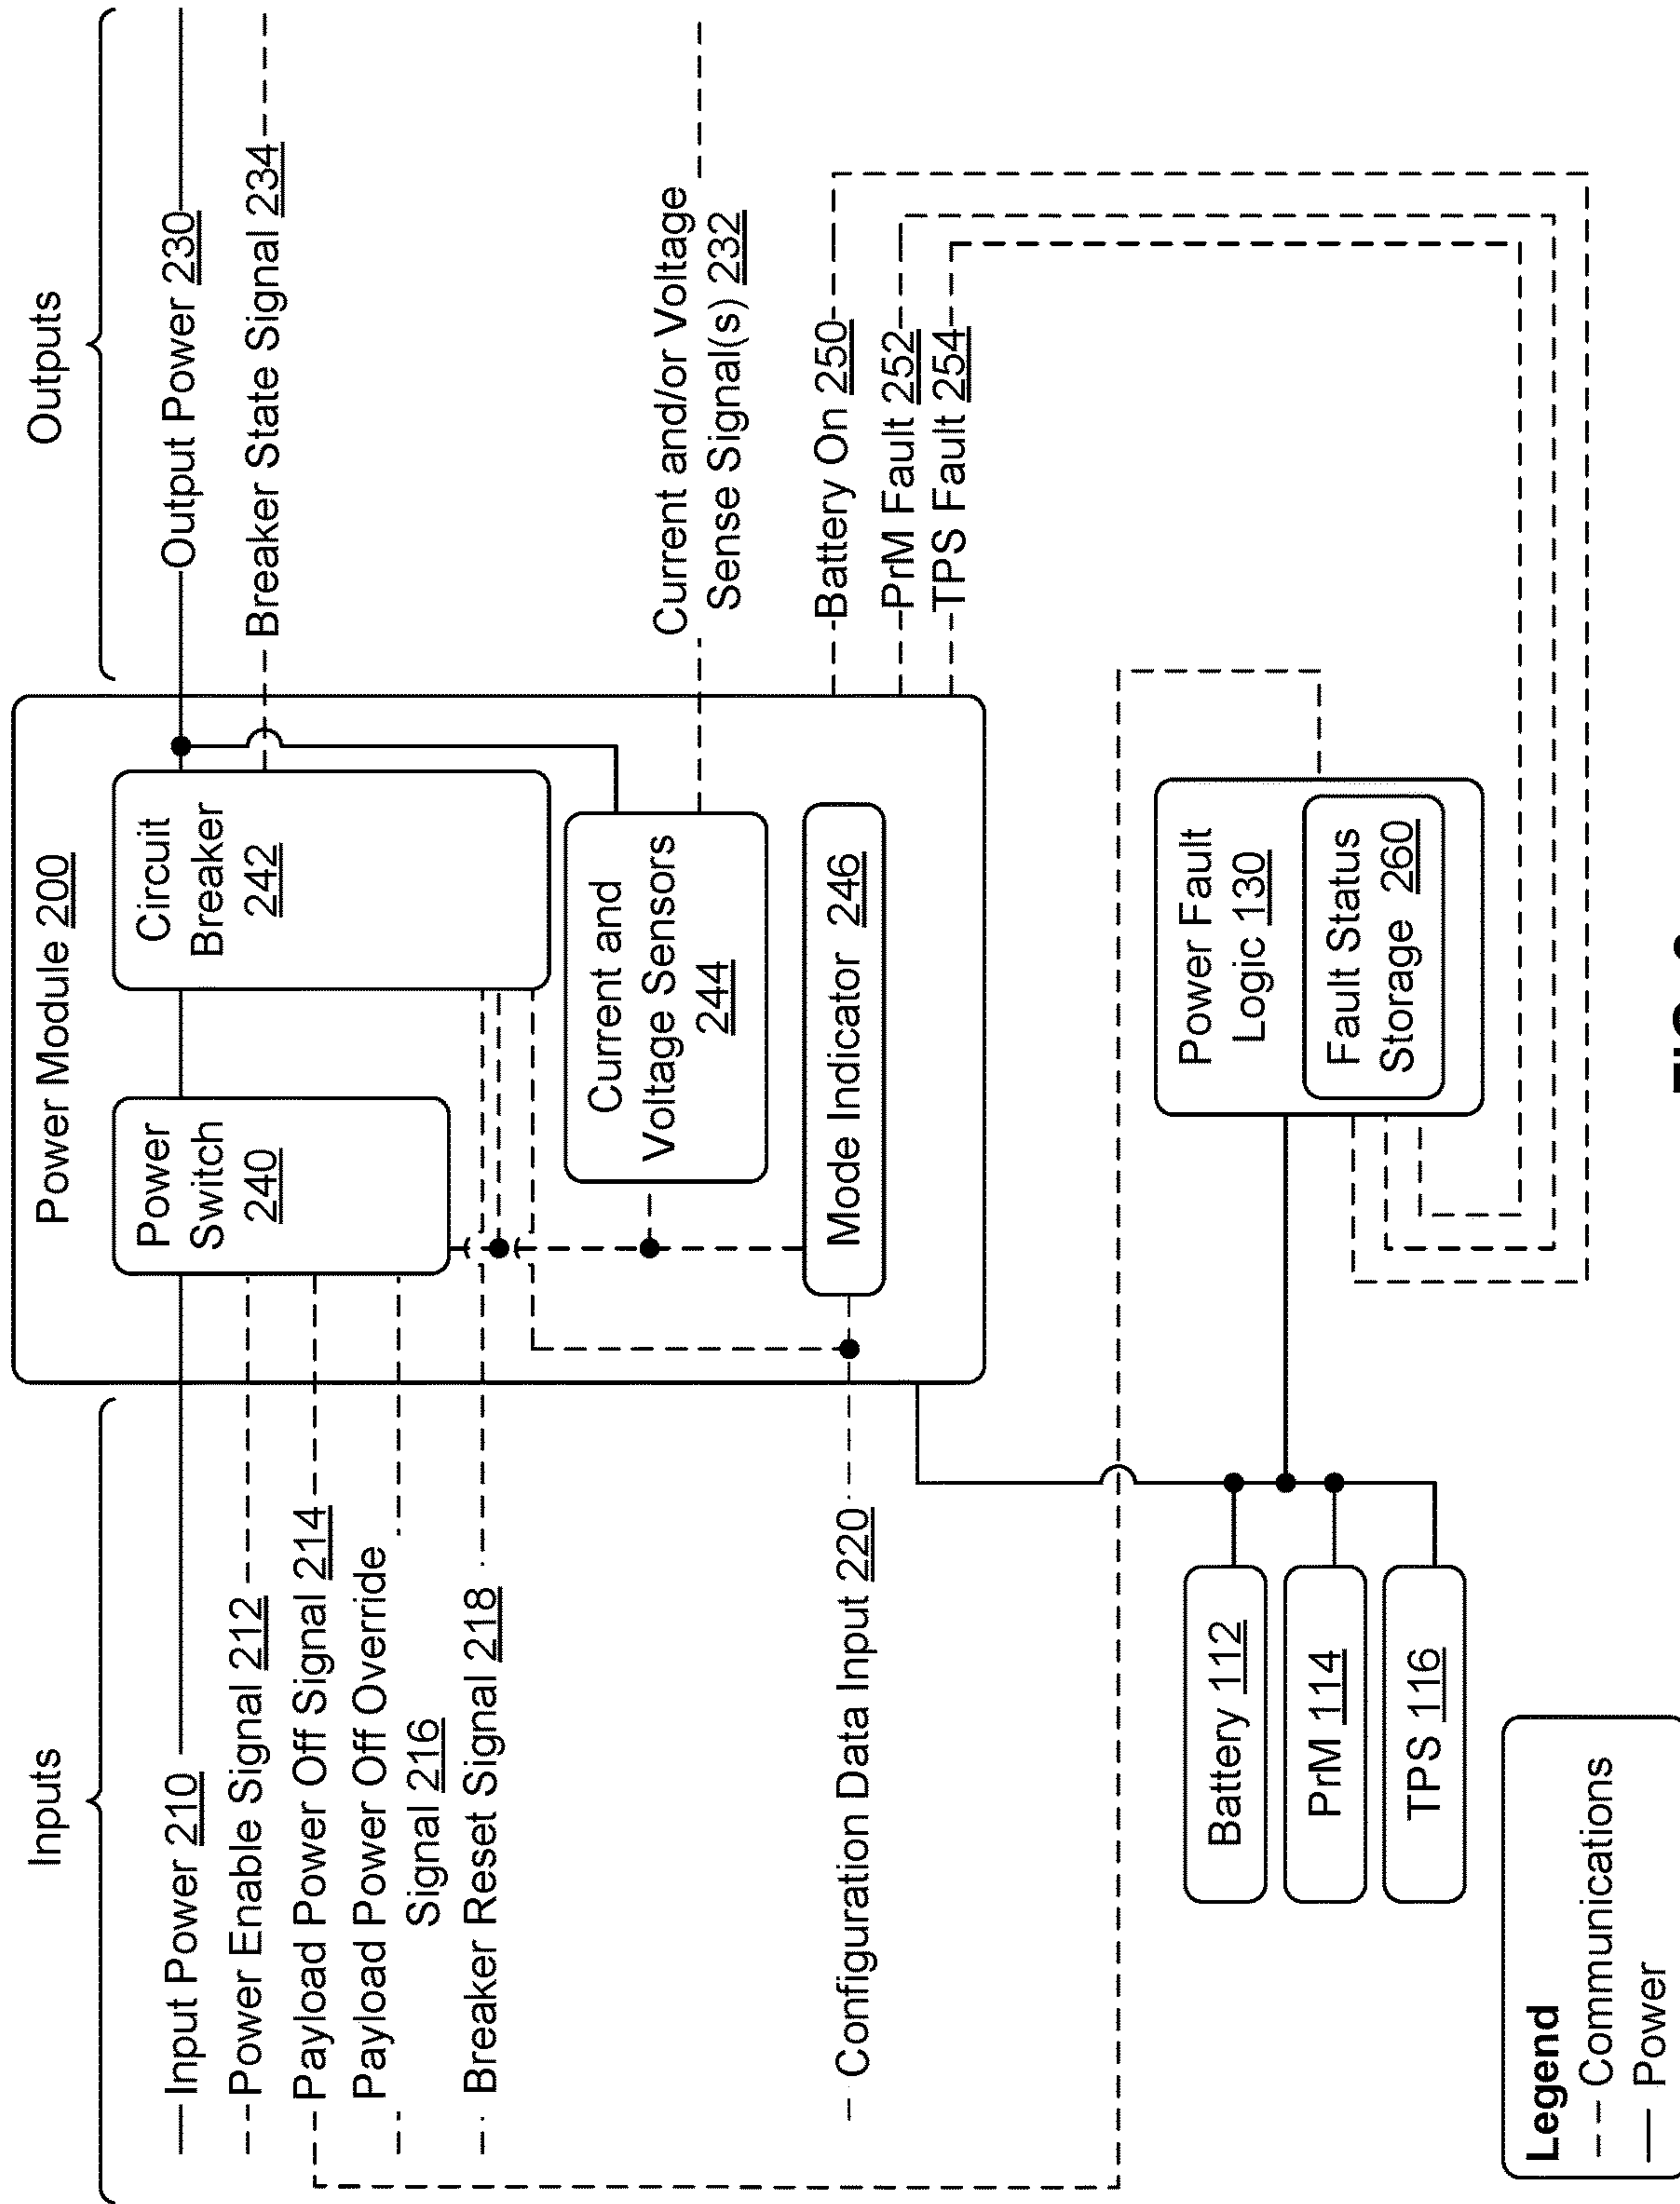 Inputs
Outputs
Input Power 210
Power Enable Signal 212
Payload Power Off Signal 214
Payload Power Off Override
Signal 216
Breaker Reset Signal 218
Configuration Data Input 220
Power Module 200
Power
Switch
240
Circuit
Breaker
242
Current and
Voltage Sensors
244
Mode Indicator 246
Output Power 230
Breaker State Signal 234
Current and/or Voltage
Sense Signal(s) 232
Battery On 250
PrM Fault 252
TPS Fault 254
Battery 112
PrM 114
TPS 116
Power Fault
Logic 130
Fault Status
Storage 260
Legend
Communications
Power